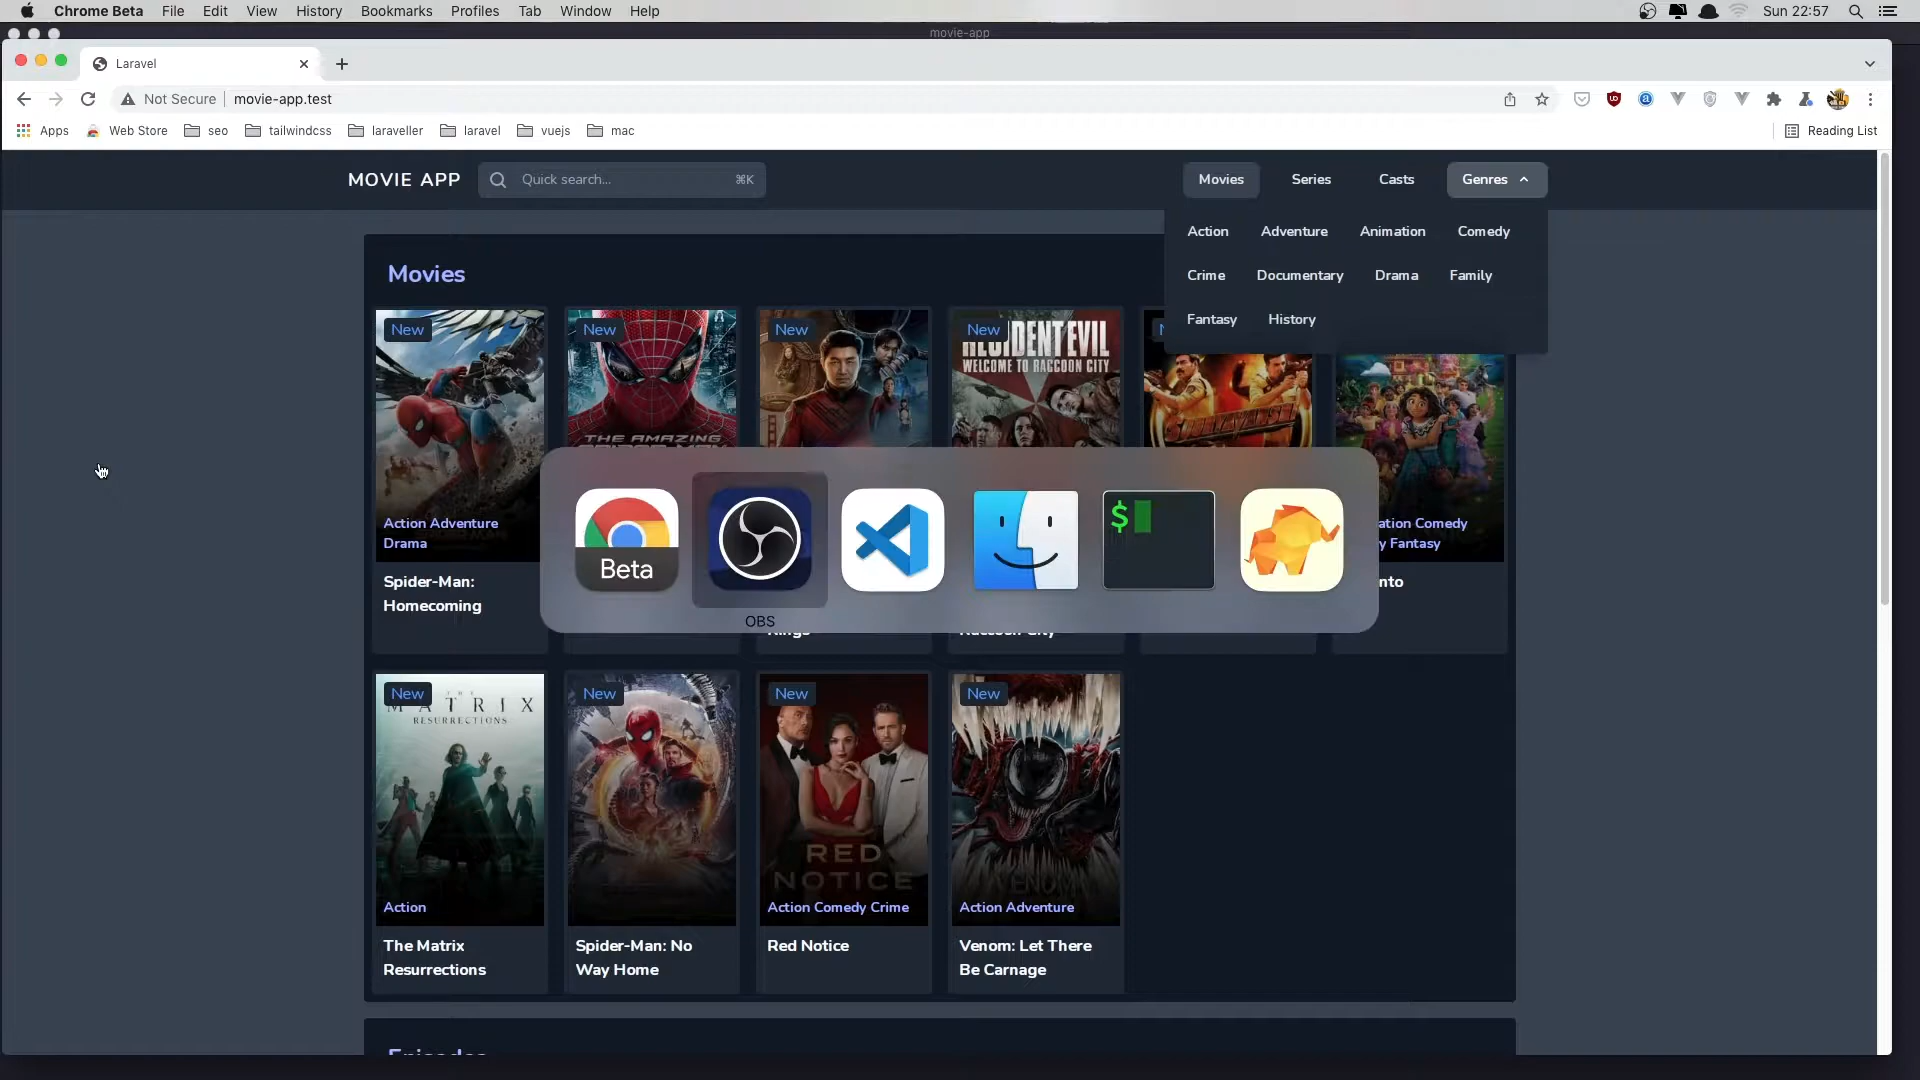 Chrome Beta File Edit View History Bookmarks Profiles Tab Window Help Sun 22:57
movie-app
Laravel
Not Secure movie-app.test
Apps Web Store seo tailwindcss laraveller laravel vuejs mac Reading List
MOVIE APP Quick search... ⌘K Movies Series Casts Genres
Action Adventure Animation Comedy
Crime Documentary Drama Family
Fantasy History
Movies
New New New New
RESIDENT EVIL
WELCOME TO RACCOON CITY
THE AMAZING
Action Adventure
Drama
Spider-Man:
Homecoming
Beta
$
OBS
Raccoon City
New New New New
THE
MATRIX
RESURRECTIONS
RED
NOTICE
Action
Action Comedy Crime
Action Adventure
The Matrix
Resurrections
Spider-Man: No
Way Home
Red Notice
Venom: Let There
Be Carnage
Episodes